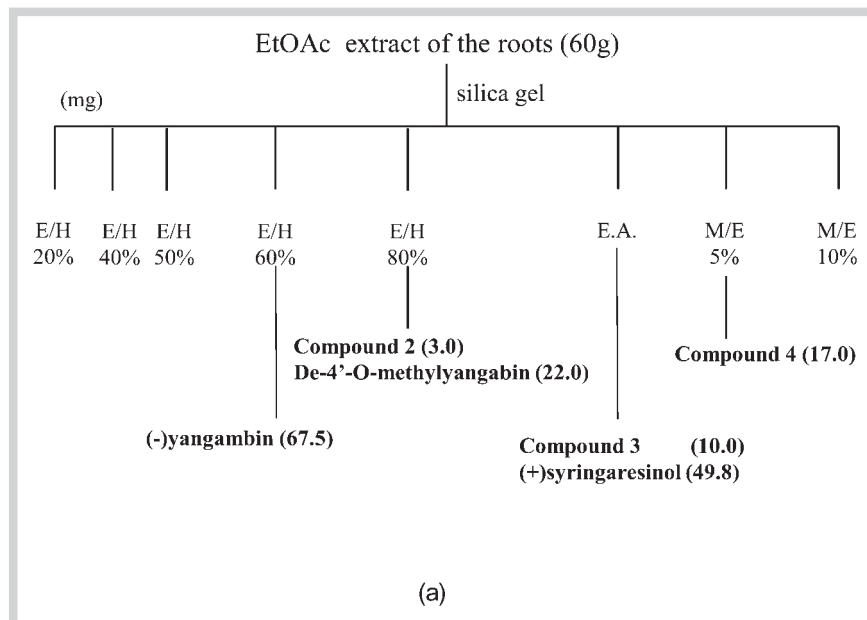 EtOAc extract of the roots (60g)
silica gel
(mg)
E/H E/H E/H E/H E/H E.A. M/E M/E
20% 40% 50% 60% 80% 5% 10%
Compound 2 (3.0)
De-4’-O-methylyangabin (22.0)
Compound 4 (17.0)
(-)yangambin (67.5)
Compound 3 (10.0)
(+)syringaresinol (49.8)
(a)